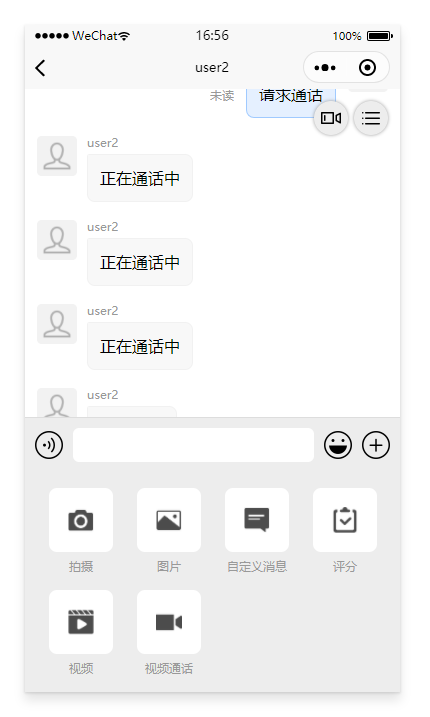 WeChat 16:56 100%
user2
未读 请求通话
user2
正在通话中
user2
正在通话中
user2
正在通话中
user2
拍摄 图片 自定义消息 评分
视频 视频通话